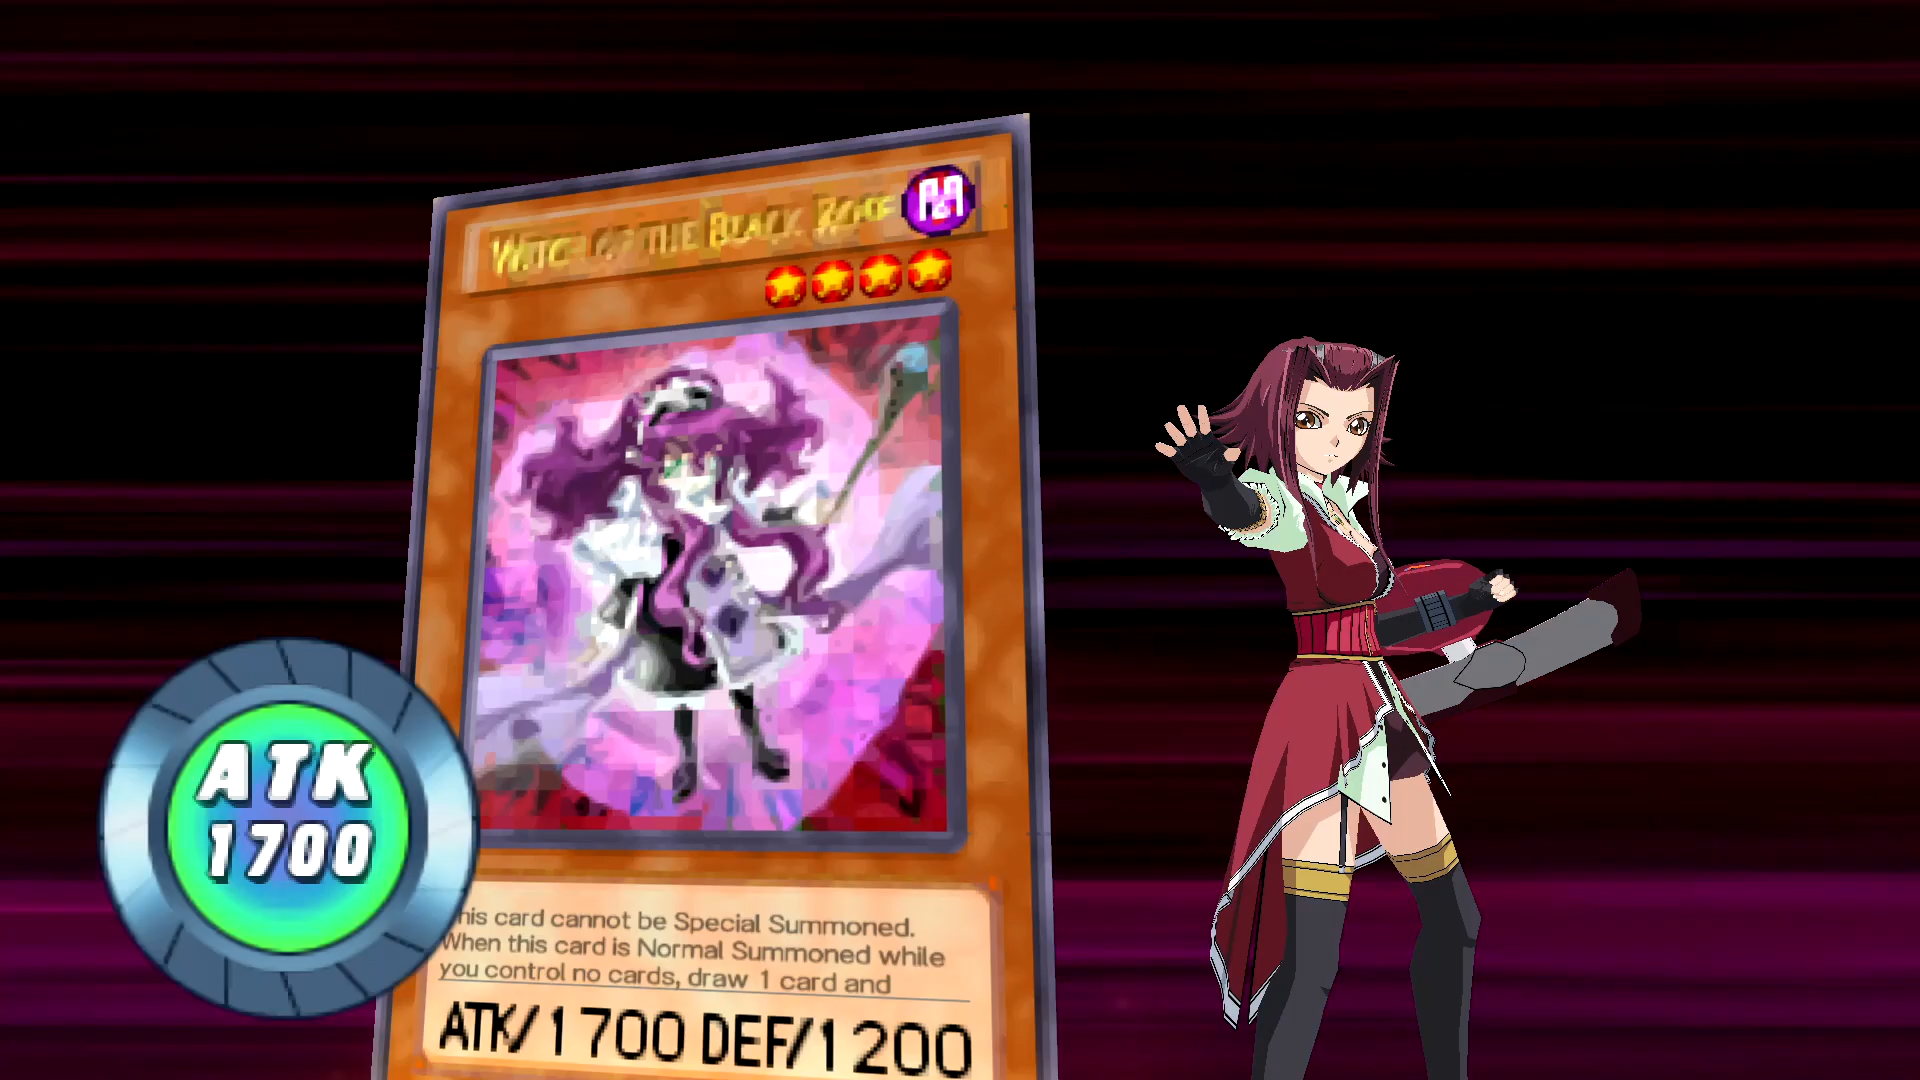 WITCH OF THE BLACK ROSE
ATK
1700
his card cannot be Special Summoned.
When this card is Normal Summoned while
you control no cards, draw 1 card and
ATK/1700 DEF/1200